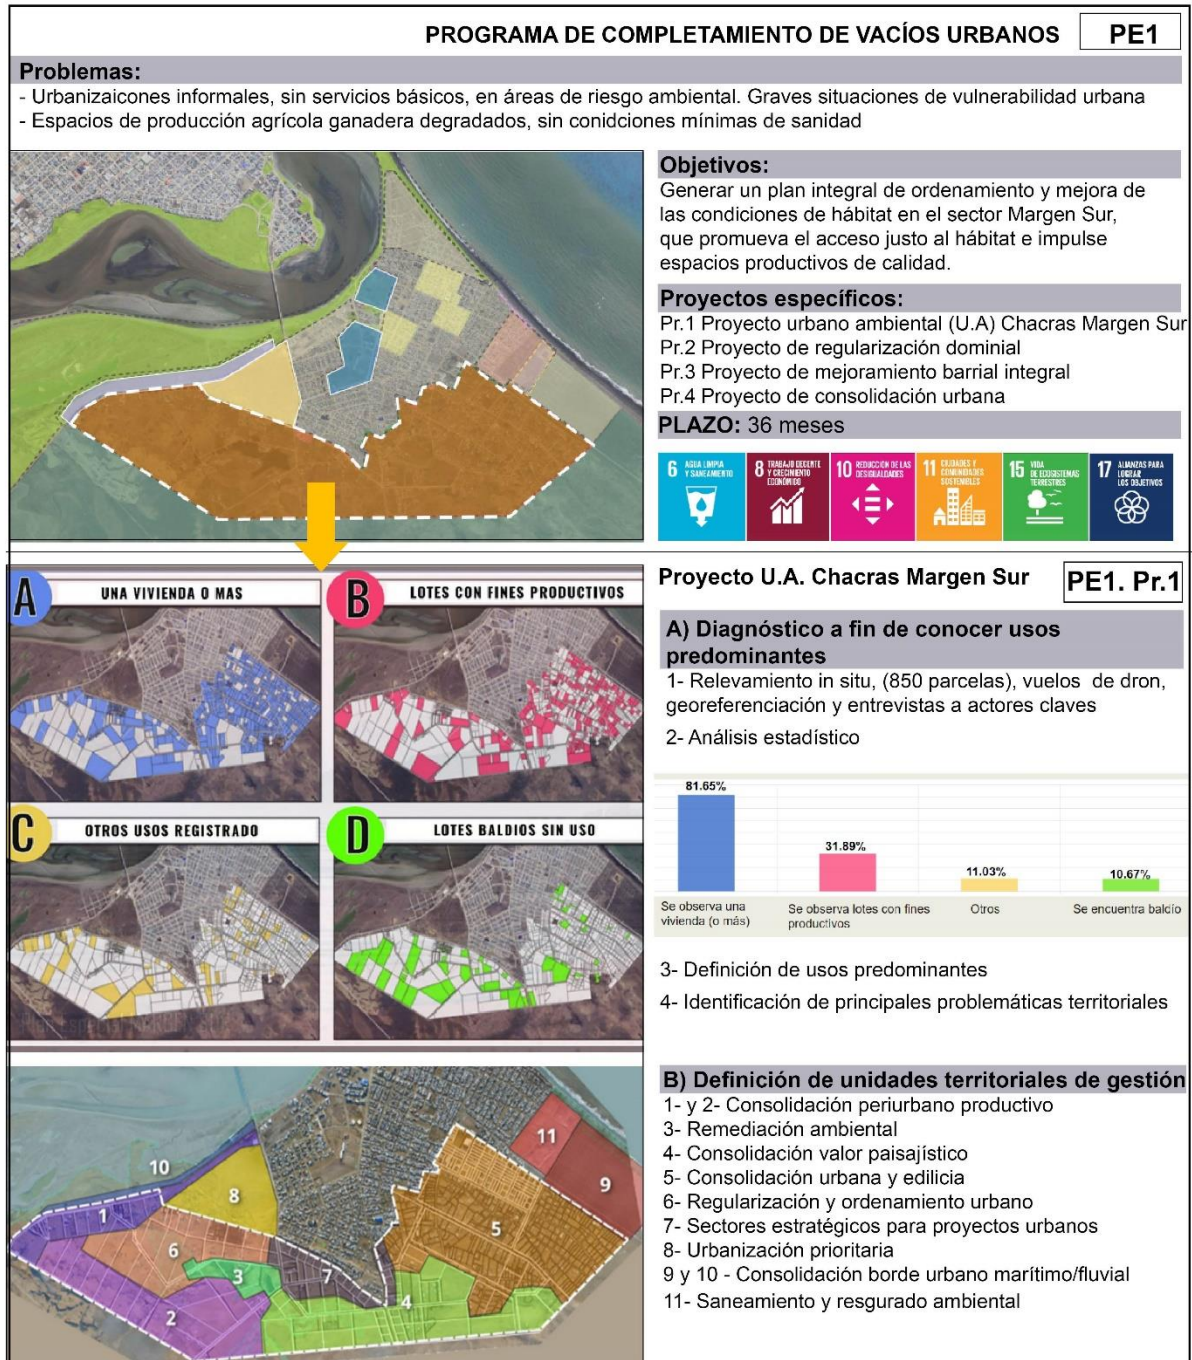 PROGRAMA DE COMPLETAMIENTO DE VACÍOS URBANOS
PE1
Problemas:
- Urbanizaicones informales, sin servicios básicos, en áreas de riesgo ambiental. Graves situaciones de vulnerabilidad urbana
- Espacios de producción agrícola ganadera degradados, sin conidciones mínimas de sanidad
Objetivos:
Generar un plan integral de ordenamiento y mejora de
las condiciones de hábitat en el sector Margen Sur,
que promueva el acceso justo al hábitat e impulse
espacios productivos de calidad.
Proyectos específicos:
Pr.1 Proyecto urbano ambiental (U.A) Chacras Margen Sur
Pr.2 Proyecto de regularización dominial
Pr.3 Proyecto de mejoramiento barrial integral
Pr.4 Proyecto de consolidación urbana
PLAZO: 36 meses
6 AGUA LIMPIA
Y SANEAMIENTO
8 TRABAJO DECENTE
Y CRECIMIENTO
ECONÓMICO
10 REDUCCIÓN DE LAS
DESIGUALDADES
11 CIUDADES Y
COMUNIDADES
SOSTENIBLES
15 VIDA
DE ECOSISTEMAS
TERRESTRES
17 ALIANZAS PARA
LOGRAR
LOS OBJETIVOS
A
UNA VIVIENDA O MAS
B
LOTES CON FINES PRODUCTIVOS
C
OTROS USOS REGISTRADO
D
LOTES BALDIOS SIN USO
Proyecto U.A. Chacras Margen Sur
PE1. Pr.1
A) Diagnóstico a fin de conocer usos
predominantes
1- Relevamiento in situ, (850 parcelas), vuelos de dron,
georeferenciación y entrevistas a actores claves
2- Análisis estadístico
81.65%
31.89%
11.03%
10.67%
Se observa una
vivienda (o más)
Se observa lotes con fines
productivos
Otros
Se encuentra baldío
3- Definición de usos predominantes
4- Identificación de principales problemáticas territoriales
10
1
8
6
3
2
7
4
5
11
9
B) Definición de unidades territoriales de gestión
1- y 2- Consolidación periurbano productivo
3- Remediación ambiental
4- Consolidación valor paisajístico
5- Consolidación urbana y edilicia
6- Regularización y ordenamiento urbano
7- Sectores estratégicos para proyectos urbanos
8- Urbanización prioritaria
9 y 10 - Consolidación borde urbano marítimo/fluvial
11- Saneamiento y resgurado ambiental